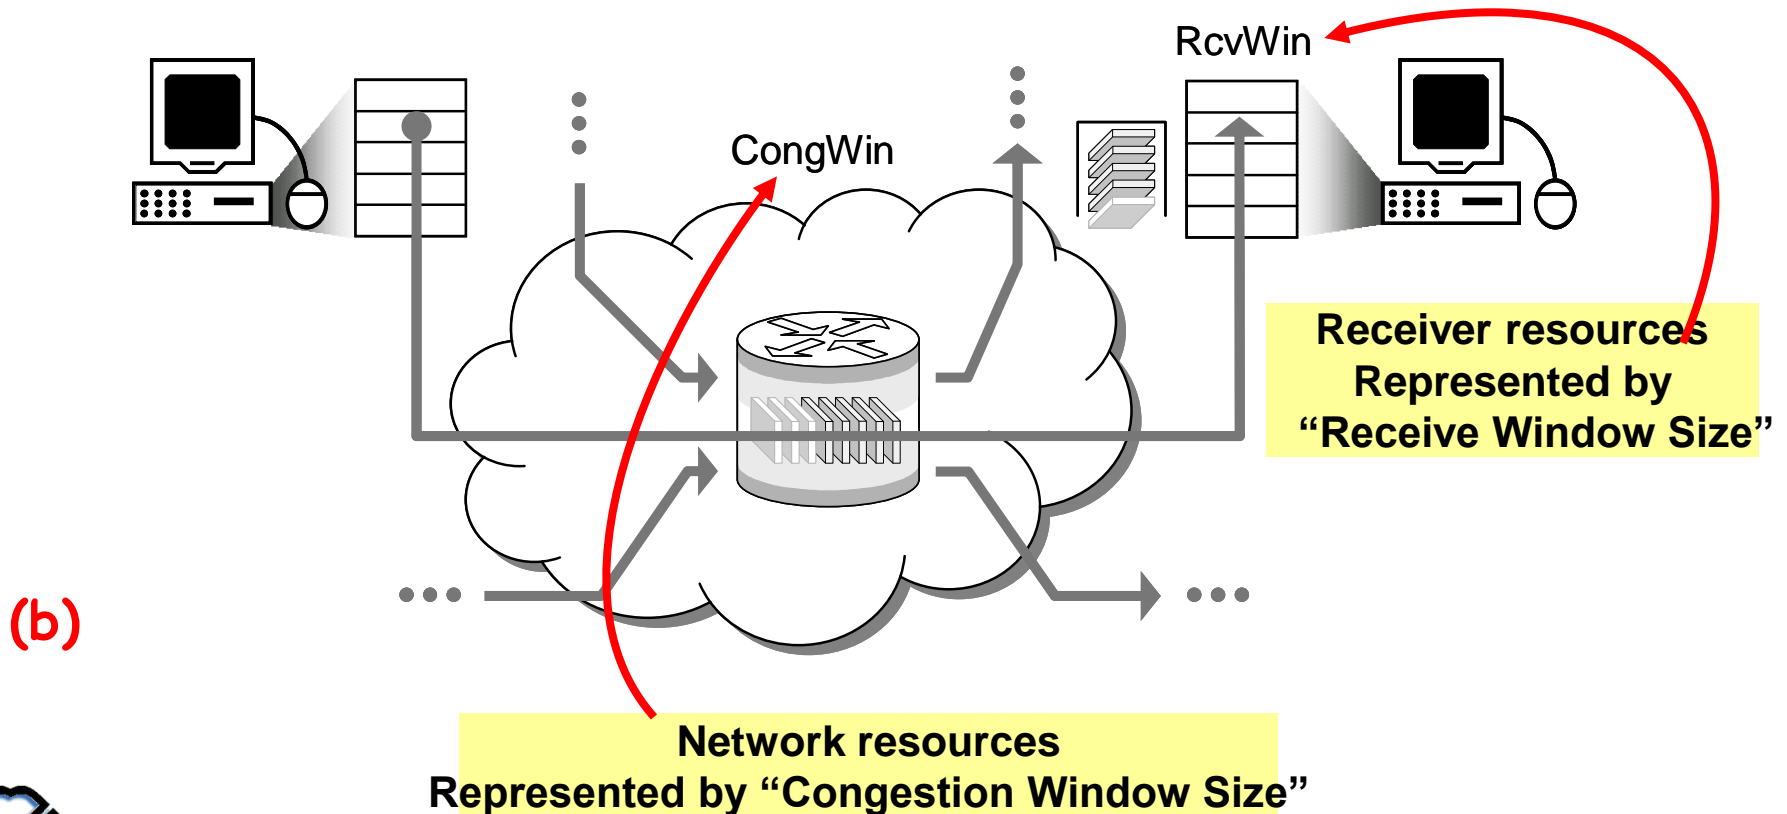 RcvWin
CongWin
Receiver resources
Represented by
“Receive Window Size”
(b)
Network resources
Represented by “Congestion Window Size”